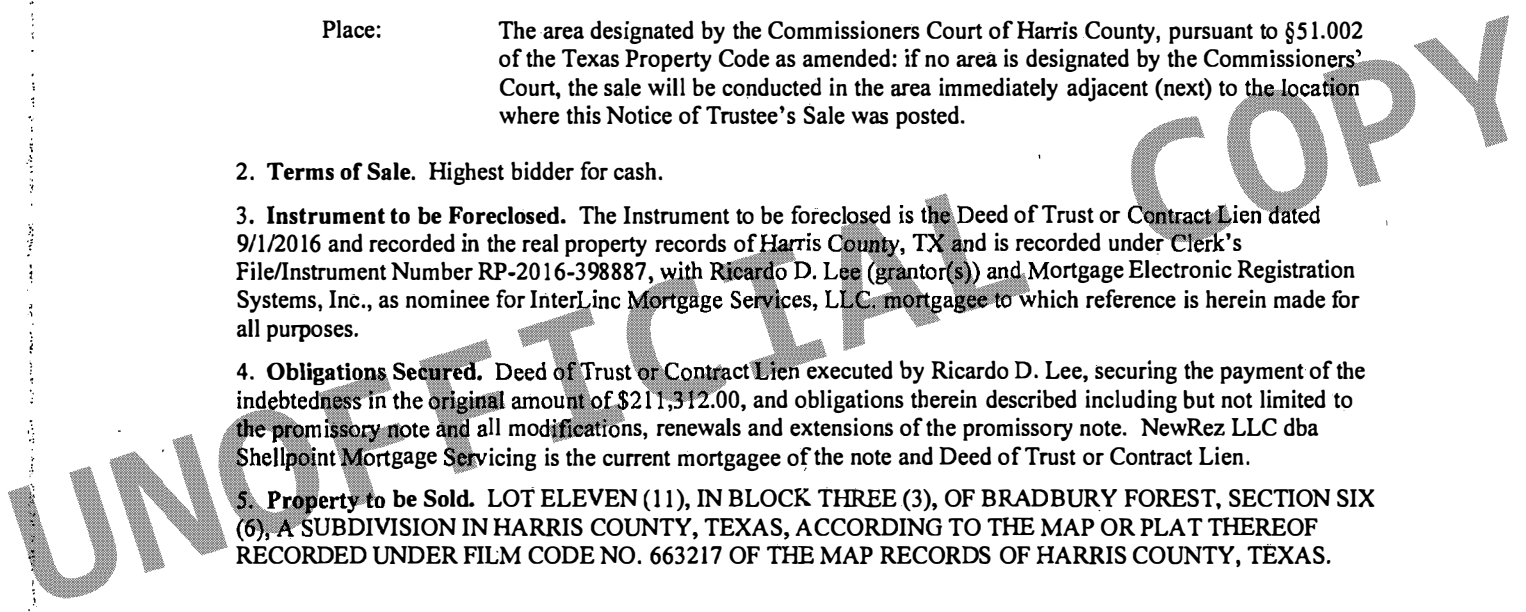 Place: The area designated by the Commissioners Court of Harris County, pursuant to §51.002
of the Texas Property Code as amended: if no area is designated by the Commissioners'
Court, the sale will be conducted in the area immediately adjacent (next) to the location
where this Notice of Trustee's Sale was posted.
2. Terms of Sale. Highest bidder for cash.
3. Instrument to be Foreclosed. The Instrument to be foreclosed is the Deed of Trust or Contract Lien dated
9/1/2016 and recorded in the real property records of Harris County, TX and is recorded under Clerk's
File/Instrument Number RP-2016-398887, with Ricardo D. Lee (grantor(s)) and Mortgage Electronic Registration
Systems, Inc., as nominee for InterLinc Mortgage Services, LLC. mortgagee to which reference is herein made for
all purposes.
4. Obligations Secured. Deed of Trust or Contract Lien executed by Ricardo D. Lee, securing the payment of the
indebtedness in the original amount of $211,312.00, and obligations therein described including but not limited to
the promissory note and all modifications, renewals and extensions of the promissory note. NewRez LLC dba
Shellpoint Mortgage Servicing is the current mortgagee of the note and Deed of Trust or Contract Lien.
5. Property to be Sold. LOT ELEVEN (11), IN BLOCK THREE (3), OF BRADBURY FOREST, SECTION SIX
(6), A SUBDIVISION IN HARRIS COUNTY, TEXAS, ACCORDING TO THE MAP OR PLAT THEREOF
RECORDED UNDER FILM CODE NO. 663217 OF THE MAP RECORDS OF HARRIS COUNTY, TEXAS.
UNOFFICIAL COPY